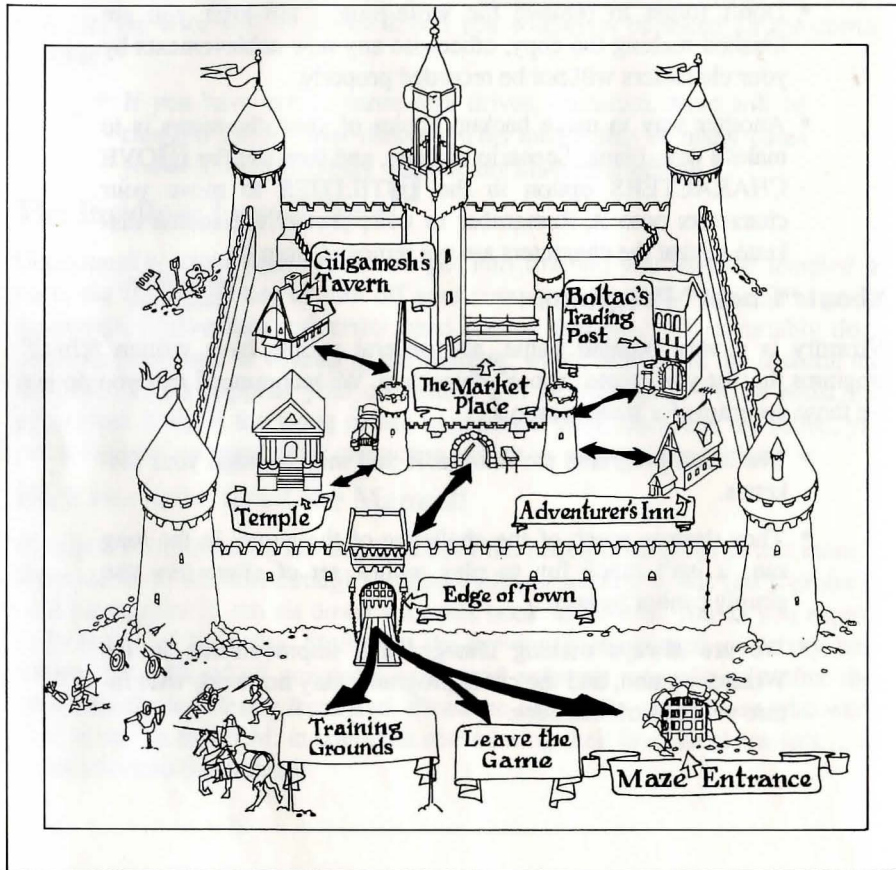 Gilgamesh's
Tavern
Boltac's
Trading
Post
The Market
Place
Temple
Adventurer's Inn
Edge of Town
Training
Grounds
Leave the
Game
Maze Entrance